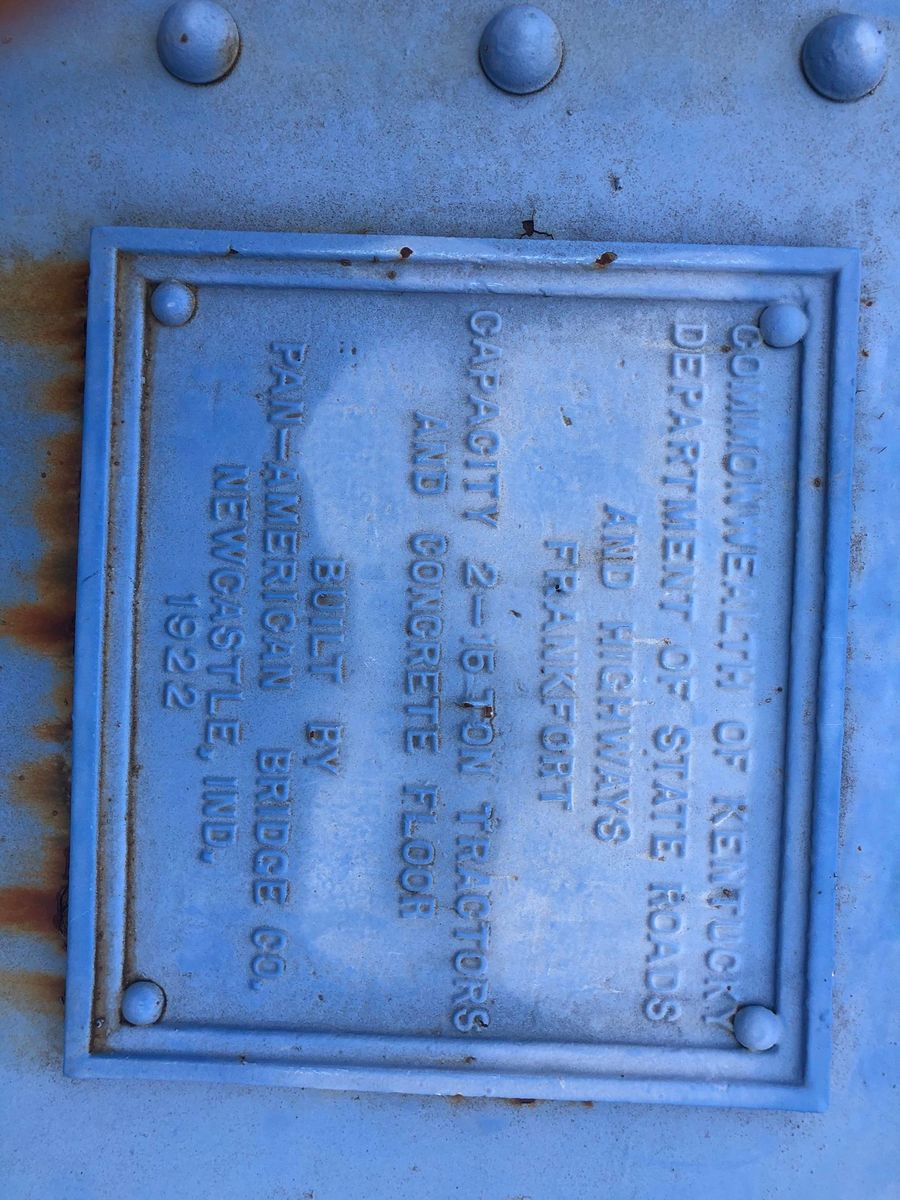 COMMONWEALTH OF KENTUCKY
DEPARTMENT OF STATE ROADS
AND HIGHWAYS
FRANKFORT
CAPACITY 2-15 TON TRACTORS
AND CONCRETE FLOOR
BUILT BY
PAN-AMERICAN BRIDGE CO.
NEWCASTLE, IND.
1922